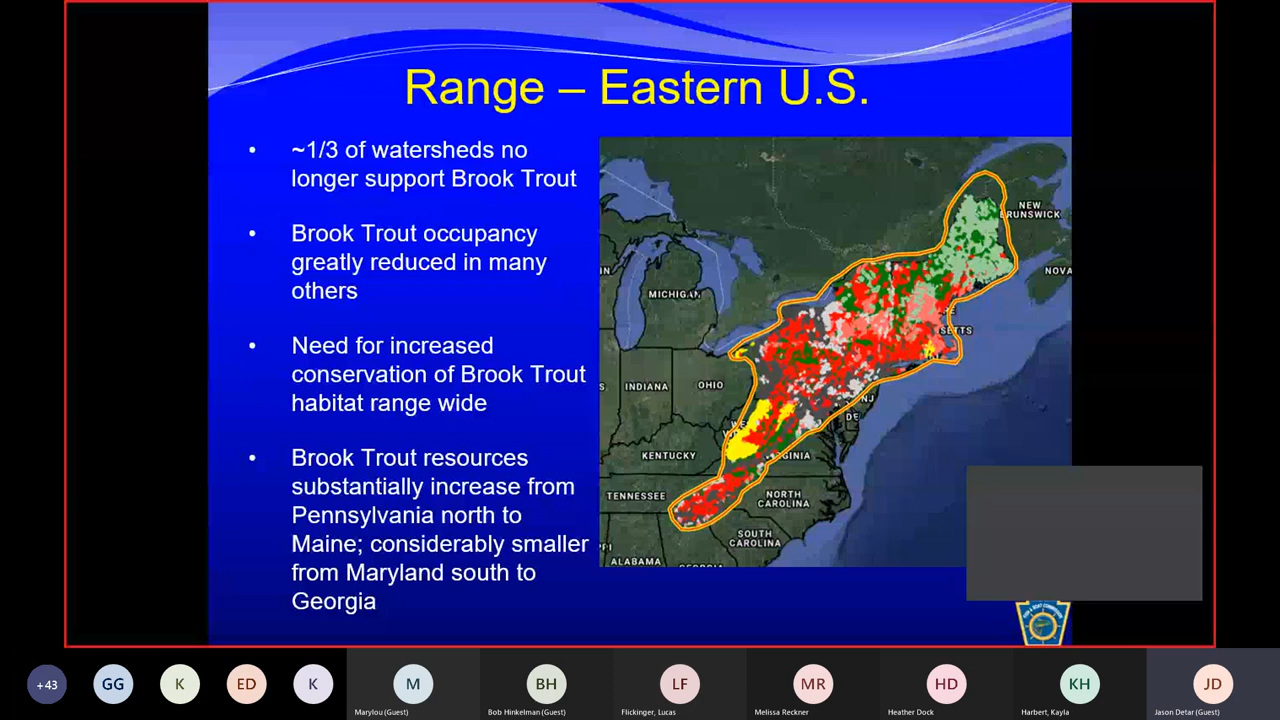 Range – Eastern U.S.
• ~1/3 of watersheds no
longer support Brook Trout
• Brook Trout occupancy
greatly reduced in many
others
• Need for increased
conservation of Brook Trout
habitat range wide
• Brook Trout resources
substantially increase from
Pennsylvania north to
Maine; considerably smaller
from Maryland south to
Georgia
NEW
BRUNSWICK
NOVA
MICHIGAN
SETTS
INDIANA
OHIO
NJ
DE
KENTUCKY
GINIA
TENNESSEE
NORTH
CAROLINA
SOUTH
CAROLINA
ALABAMA
+43
GG
K
ED
K
M
BH
LF
MR
HD
KH
JD
Marylou (Guest)
Bob Hinkelman (Guest)
Flickinger, Lucas
Melissa Reckner
Heather Dock
Harbert, Kayla
Jason Detar (Guest)